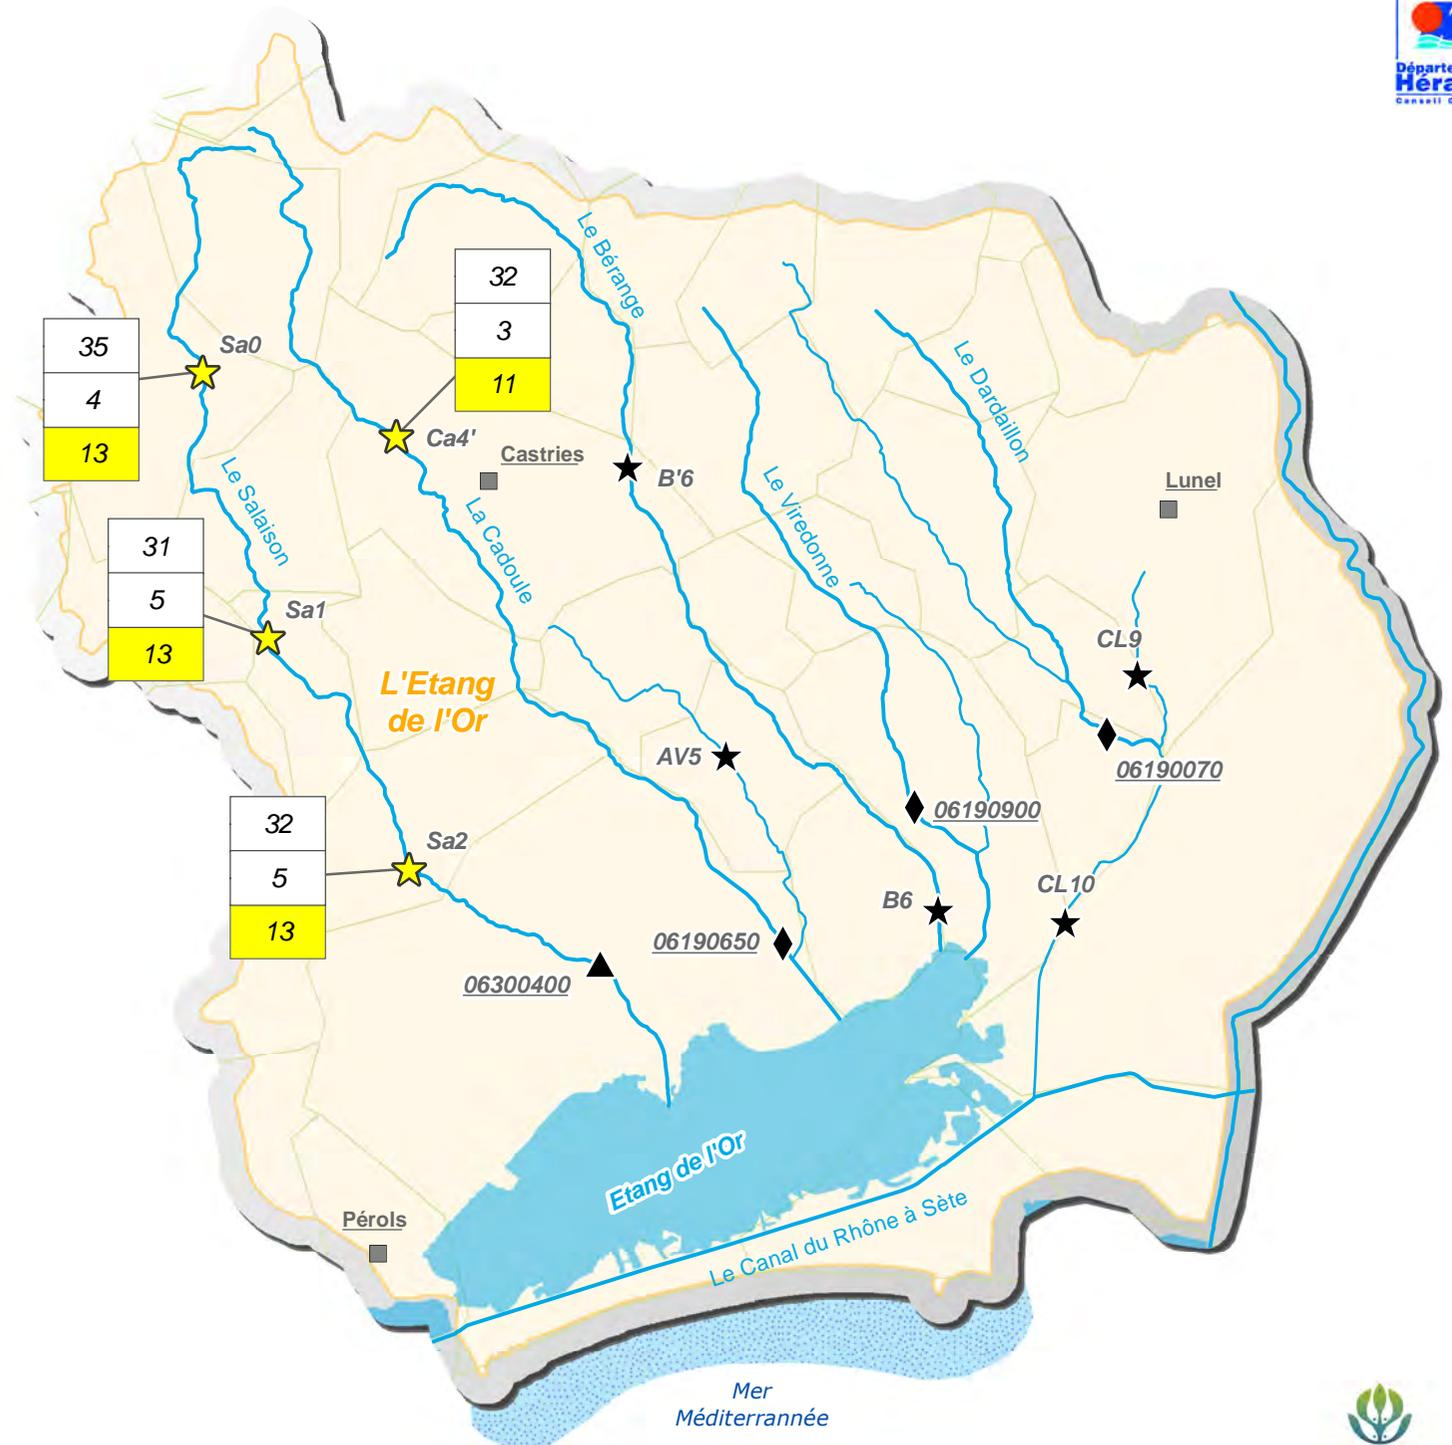 Le Bérange
32
3
11
35
4
13
Sa0
Ca4'
Castries
B'6
Le Dardaillon
Lunel
Le Salaison
La Cadoule
Le Viredonne
31
5
13
Sa1
CL9
L'Etang
de l'Or
AV5
06190070
06190900
32
5
13
Sa2
CL10
B6
06190650
06300400
Etang de l'Or
Pérols
Le Canal du Rhône à Sète
Mer
Méditerrannée